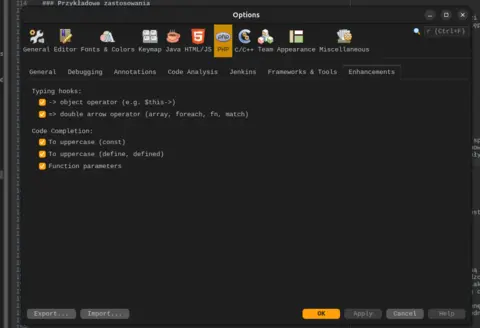 ### Przykładowe zastosowania
Options
(Ctrl+F)
General Editor Fonts & Colors Keymap Java HTML/JS PHP C/C++ Team Appearance Miscellaneous
General Debugging Annotations Code Analysis Jenkins Frameworks & Tools Enhancements
Typing hooks:
-> object operator (e.g. $this->)
=> double arrow operator (array, foreach, fn, match)
Code Completion:
To uppercase (const)
To uppercase (define, defined)
Function parameters
Export... Import... OK Apply Cancel Help